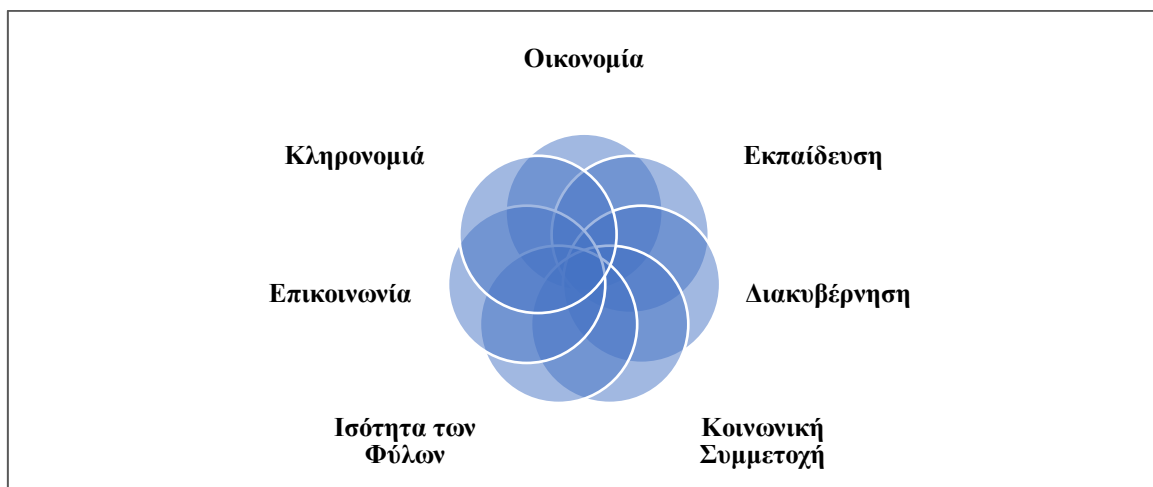 Οικονομία
Κληρονομιά
Εκπαίδευση
Επικοινωνία
Διακυβέρνηση
Ισότητα των
Φύλων
Κοινωνική
Συμμετοχή